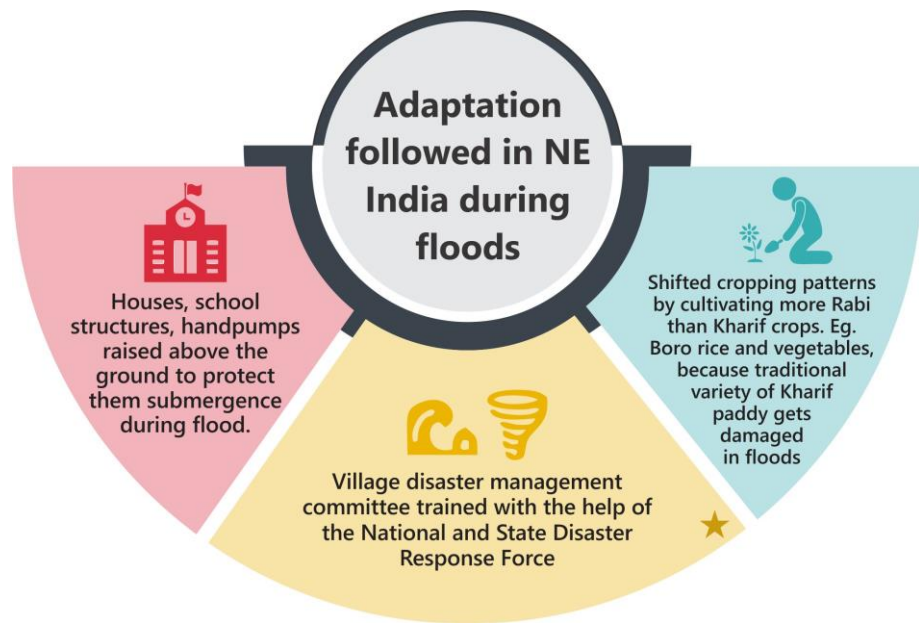 Adaptation
followed in NE
India during
floods
Houses, school
structures, handpumps
raised above the
ground to protect
them submergence
during flood.
Village disaster management
committee trained with the help of
the National and State Disaster
Response Force
Shifted cropping patterns
by cultivating more Rabi
than Kharif crops. Eg.
Boro rice and vegetables,
because traditional
variety of Kharif
paddy gets
damaged
in floods